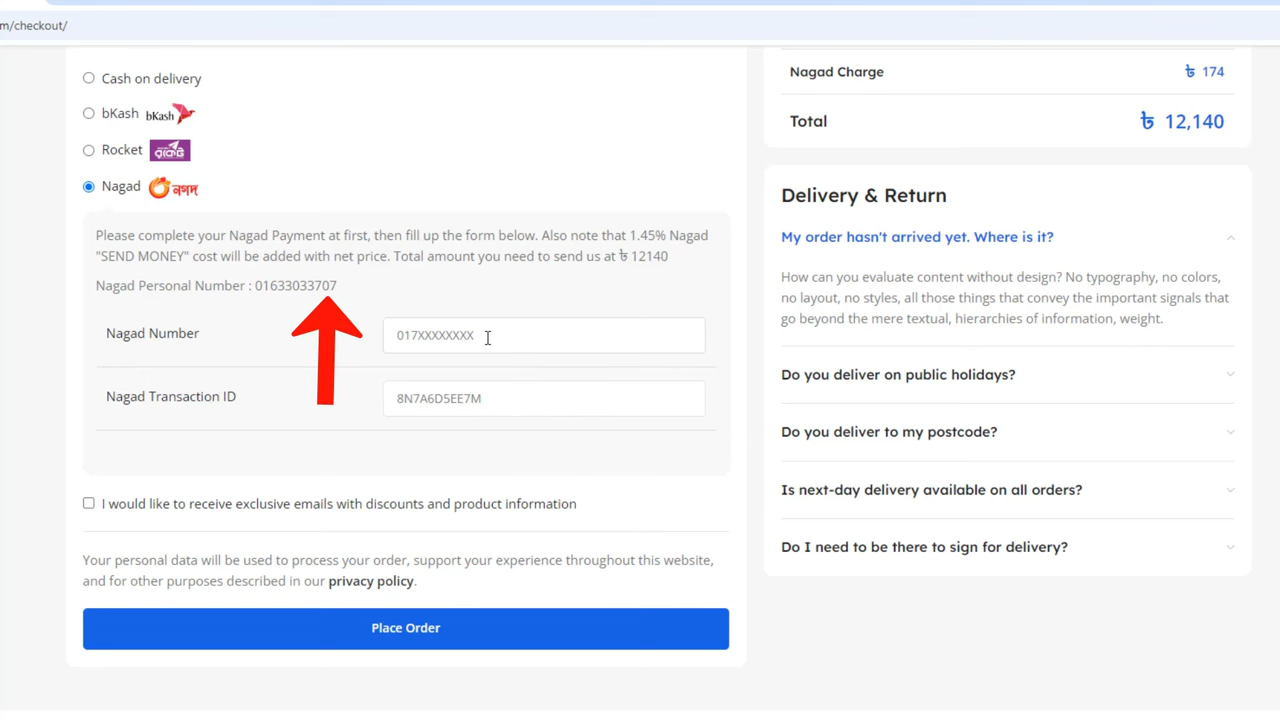 m/checkout/
Cash on delivery
bKash bKash
Rocket রকেট
Nagad নগদ
Please complete your Nagad Payment at first, then fill up the form below. Also note that 1.45% Nagad
"SEND MONEY" cost will be added with net price. Total amount you need to send us at ৳ 12140
Nagad Personal Number : 01633033707
Nagad Number 017XXXXXXXX
Nagad Transaction ID 8N7A6D5EE7M
I would like to receive exclusive emails with discounts and product information
Your personal data will be used to process your order, support your experience throughout this website,
and for other purposes described in our privacy policy.
Place Order
Nagad Charge ৳ 174
Total ৳ 12,140
Delivery & Return
My order hasn't arrived yet. Where is it?
How can you evaluate content without design? No typography, no colors,
no layout, no styles, all those things that convey the important signals that
go beyond the mere textual, hierarchies of information, weight.
Do you deliver on public holidays?
Do you deliver to my postcode?
Is next-day delivery available on all orders?
Do I need to be there to sign for delivery?